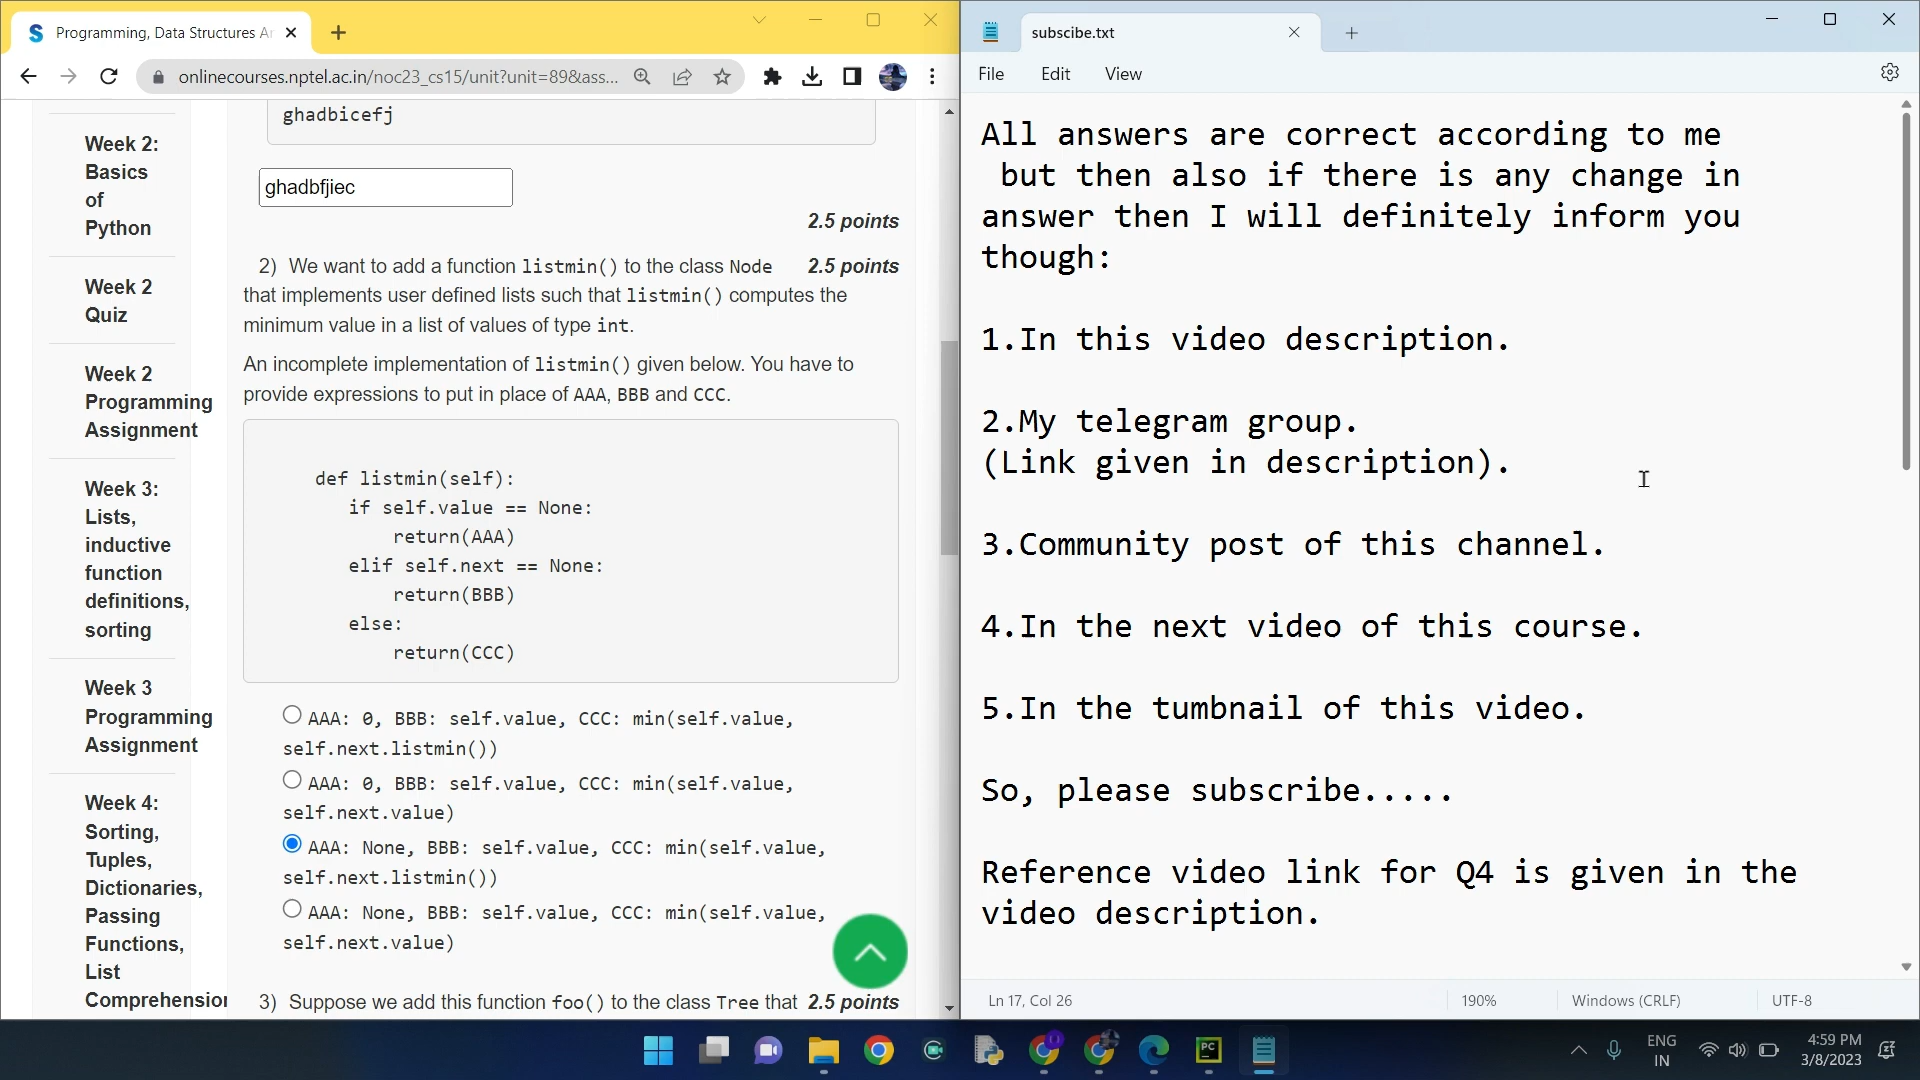 Programming, Data Structures Ar
onlinecourses.nptel.ac.in/noc23_cs15/unit?unit=89&ass...
Week 2:
Basics
of
Python
Week 2
Quiz
Week 2
Programming
Assignment
Week 3:
Lists,
inductive
function
definitions,
sorting
Week 3
Programming
Assignment
Week 4:
Sorting,
Tuples,
Dictionaries,
Passing
Functions,
List
Comprehension
ghadbicefj
ghadbfjiec
2.5 points
2) We want to add a function listmin() to the class Node 2.5 points
that implements user defined lists such that listmin() computes the
minimum value in a list of values of type int.
An incomplete implementation of listmin() given below. You have to
provide expressions to put in place of AAA, BBB and CCC.
def listmin(self):
if self.value == None:
return(AAA)
elif self.next == None:
return(BBB)
else:
return(CCC)
AAA: 0, BBB: self.value, CCC: min(self.value,
self.next.listmin())
AAA: 0, BBB: self.value, CCC: min(self.value,
self.next.value)
AAA: None, BBB: self.value, CCC: min(self.value,
self.next.listmin())
AAA: None, BBB: self.value, CCC: min(self.value,
self.next.value)
3) Suppose we add this function foo() to the class Tree that 2.5 points
subscibe.txt
File Edit View
All answers are correct according to me
but then also if there is any change in
answer then I will definitely inform you
though:
1.In this video description.
2.My telegram group.
(Link given in description).
3.Community post of this channel.
4.In the next video of this course.
5.In the tumbnail of this video.
So, please subscribe.....
Reference video link for Q4 is given in the
video description.
Ln 17, Col 26 190% Windows (CRLF) UTF-8
PC
ENG
IN
4:59 PM
3/8/2023